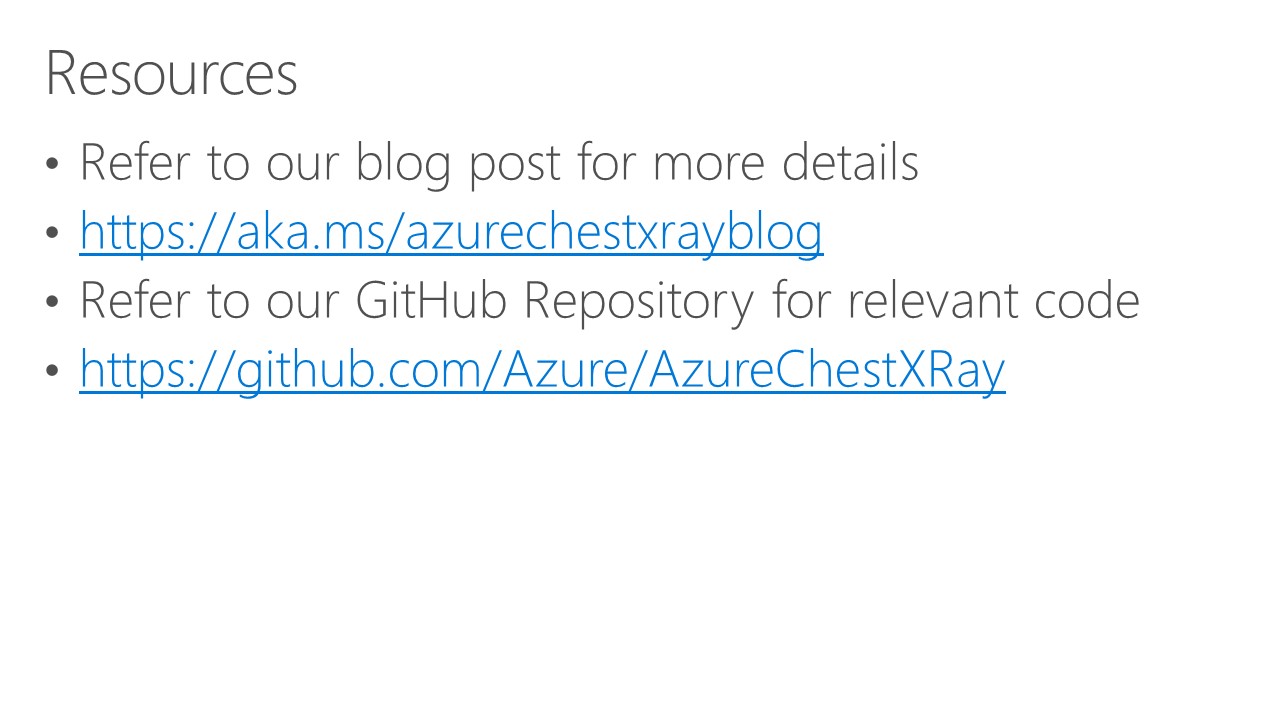 Resources
• Refer to our blog post for more details
• https://aka.ms/azurechestxrayblog
• Refer to our GitHub Repository for relevant code
• https://github.com/Azure/AzureChestXRay